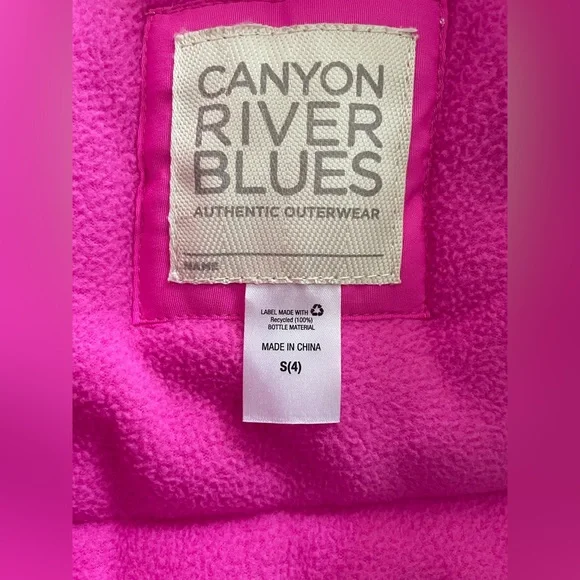 CANYON
RIVER
BLUES
AUTHENTIC OUTERWEAR
NAME
LABEL MADE WITH
Recycled (100%)
BOTTLE MATERIAL
MADE IN CHINA
S(4)